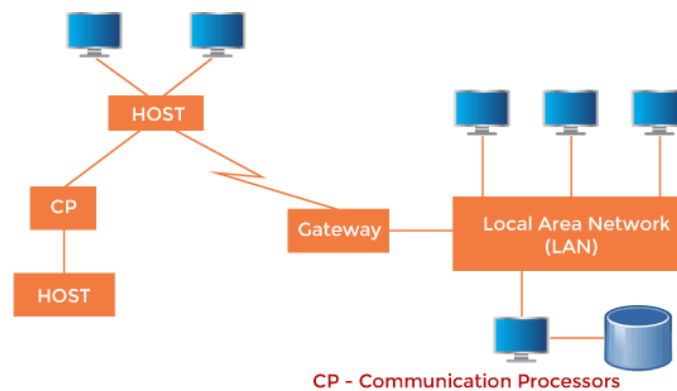 HOST
CP
Gateway
Local Area Network
(LAN)
HOST
CP - Communication Processors